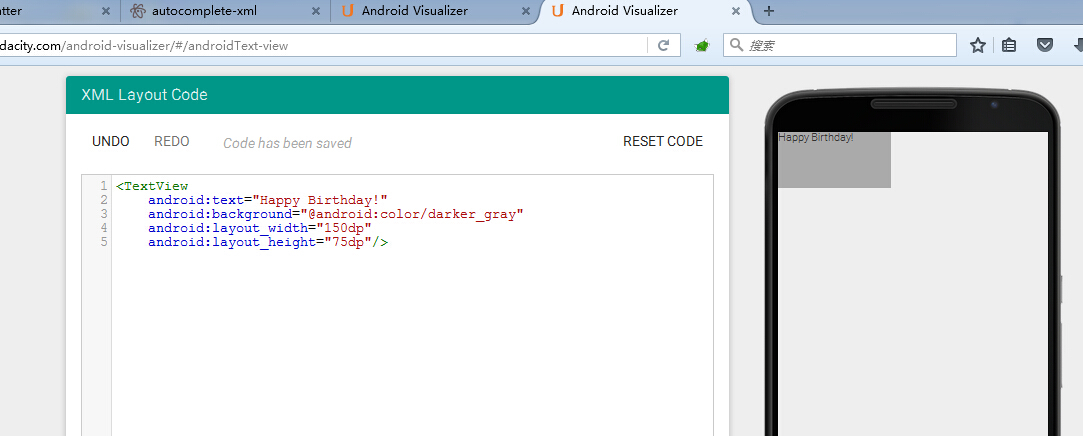 tter
autocomplete-xml
Android Visualizer
Android Visualizer
dacity.com/android-visualizer/#/androidText-view
搜索
XML Layout Code
UNDO REDO Code has been saved RESET CODE
1 <TextView
2 android:text="Happy Birthday!"
3 android:background="@android:color/darker_gray"
4 android:layout_width="150dp"
5 android:layout_height="75dp"/>
Happy Birthday!